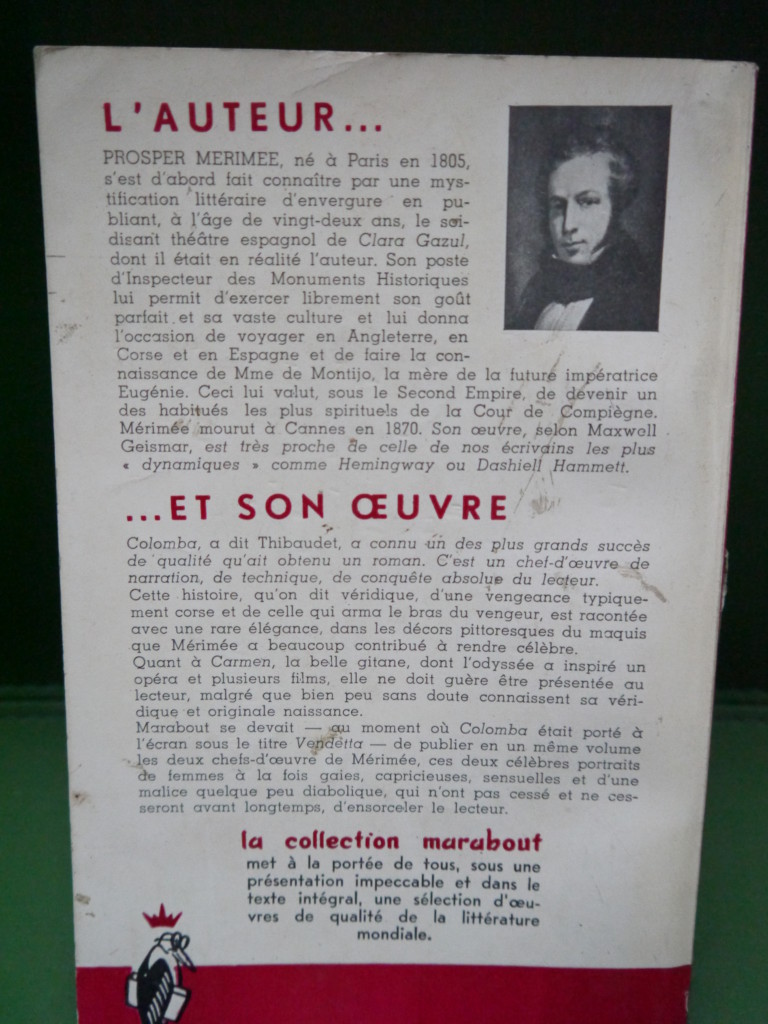 L'AUTEUR...
PROSPER MERIMEE, né à Paris en 1805,
s'est d'abord fait connaître par une mys-
tification littéraire d'envergure en pu-
bliant, à l'âge de vingt-deux ans, le soi-
disant théâtre espagnol de Clara Gazul,
dont il était en réalité l'auteur. Son poste
d'Inspecteur des Monuments Historiques
lui permit d'exercer librement son goût
parfait et sa vaste culture et lui donna
l'occasion de voyager en Angleterre, en
Corse et en Espagne et de faire la con-
naissance de Mme de Montijo, la mère de la future impératrice
Eugénie. Ceci lui valut, sous le Second Empire, de devenir un
des habitués les plus spirituels de la Cour de Compiègne.
Mérimée mourut à Cannes en 1870. Son œuvre, selon Maxwell
Geismar, est très proche de celle de nos écrivains les plus
« dynamiques » comme Hemingway ou Dashiell Hammett.
...ET SON ŒUVRE
Colomba, a dit Thibaudet, a connu un des plus grands succès
de qualité qu'ait obtenu un roman. C'est un chef-d'œuvre de
narration, de technique, de conquête absolue du lecteur.
Cette histoire, qu'on dit véridique, d'une vengeance typique-
ment corse et de celle qui arma le bras du vengeur, est racontée
avec une rare élégance, dans les décors pittoresques du maquis
que Mérimée a beaucoup contribué à rendre célèbre.
Quant à Carmen, la belle gitane, dont l'odyssée a inspiré un
opéra et plusieurs films, elle ne doit guère être présentée au
lecteur, malgré que bien peu sans doute connaissent sa véri-
dique et originale naissance.
Marabout se devait — au moment où Colomba était porté à
l'écran sous le titre Vendetta — de publier en un même volume
les deux chefs-d'œuvre de Mérimée, ces deux célèbres portraits
de femmes à la fois gaies, capricieuses, sensuelles et d'une
malice quelque peu diabolique, qui n'ont pas cessé et ne ces-
seront avant longtemps, d'ensorceler le lecteur.
la collection marabout
met à la portée de tous, sous une
présentation impeccable et dans le
texte intégral, une sélection d'œu-
vres de qualité de la littérature
mondiale.